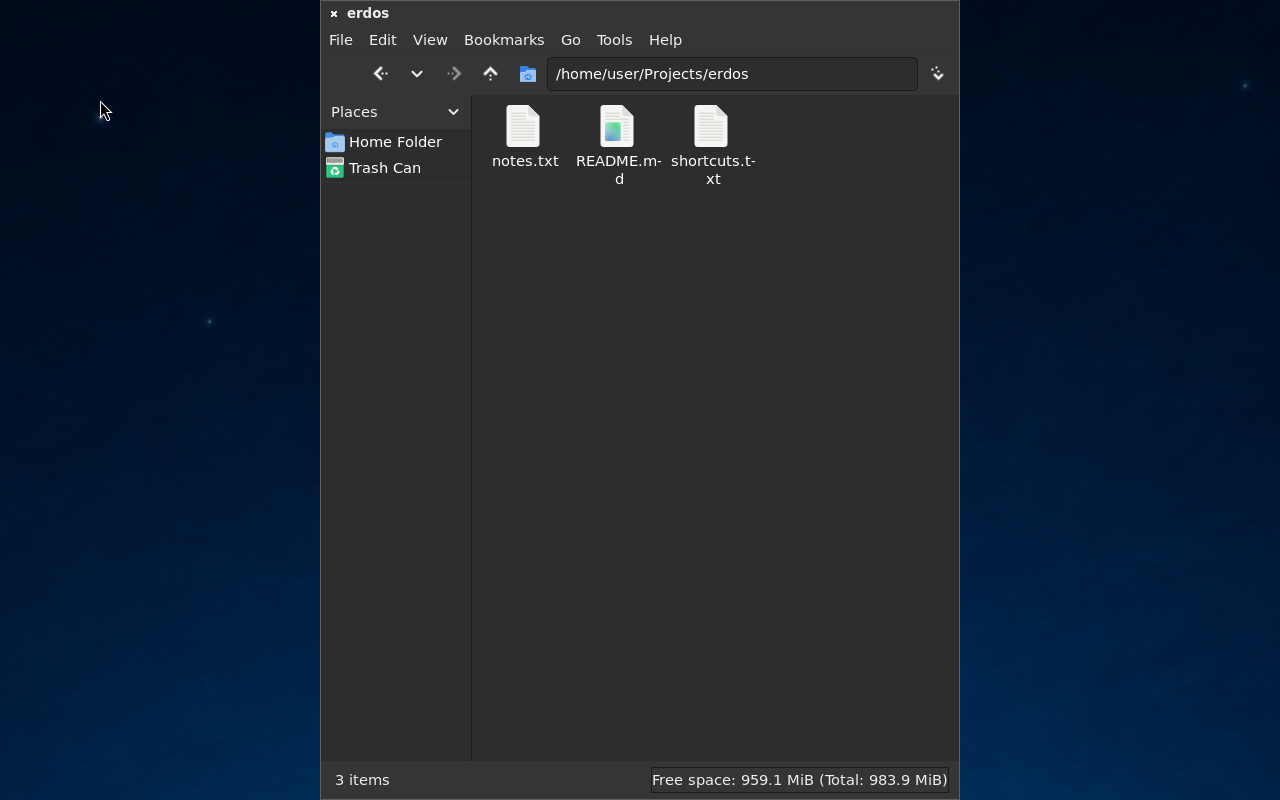 erdos
File Edit View Bookmarks Go Tools Help
/home/user/Projects/erdos
Places
Home Folder
Trash Can
notes.txt
README.m-
d
shortcuts.t-
xt
3 items
Free space: 959.1 MiB (Total: 983.9 MiB)